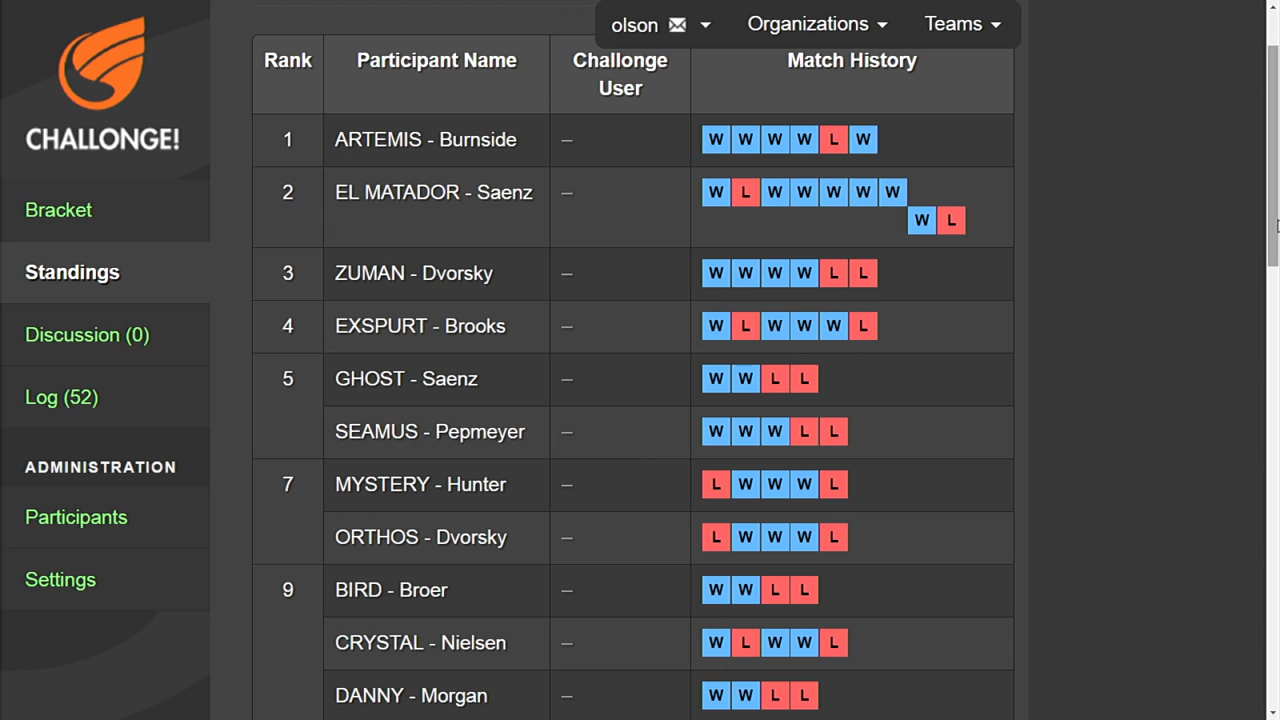 olson Organizations Teams
CHALLONGE!
Bracket
Standings
Discussion (0)
Log (52)
ADMINISTRATION
Participants
Settings
Rank Participant Name Challonge User Match History
1 ARTEMIS - Burnside – W W W W L W
2 EL MATADOR - Saenz – W L W W W W W
W L
3 ZUMAN - Dvorsky – W W W W L L
4 EXSPURT - Brooks – W L W W W L
5 GHOST - Saenz – W W L L
SEAMUS - Pepmeyer – W W W L L
7 MYSTERY - Hunter – L W W W L
ORTHOS - Dvorsky – L W W W L
9 BIRD - Broer – W W L L
CRYSTAL - Nielsen – W L W W L
DANNY - Morgan – W W L L